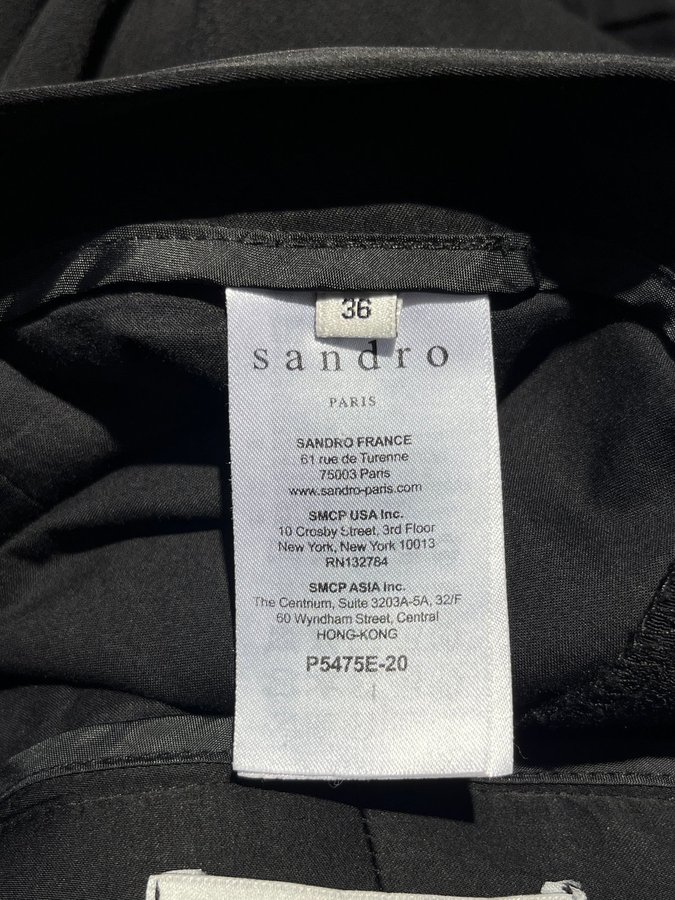 36
sandro
PARIS
SANDRO FRANCE
61 rue de Turenne
75003 Paris
www.sandro-paris.com
SMCP USA Inc.
10 Crosby Street, 3rd Floor
New York, New York 10013
RN132784
SMCP ASIA Inc.
The Centrium, Suite 3203A-5A, 32/F
60 Wyndham Street, Central
HONG-KONG
P5475E-20